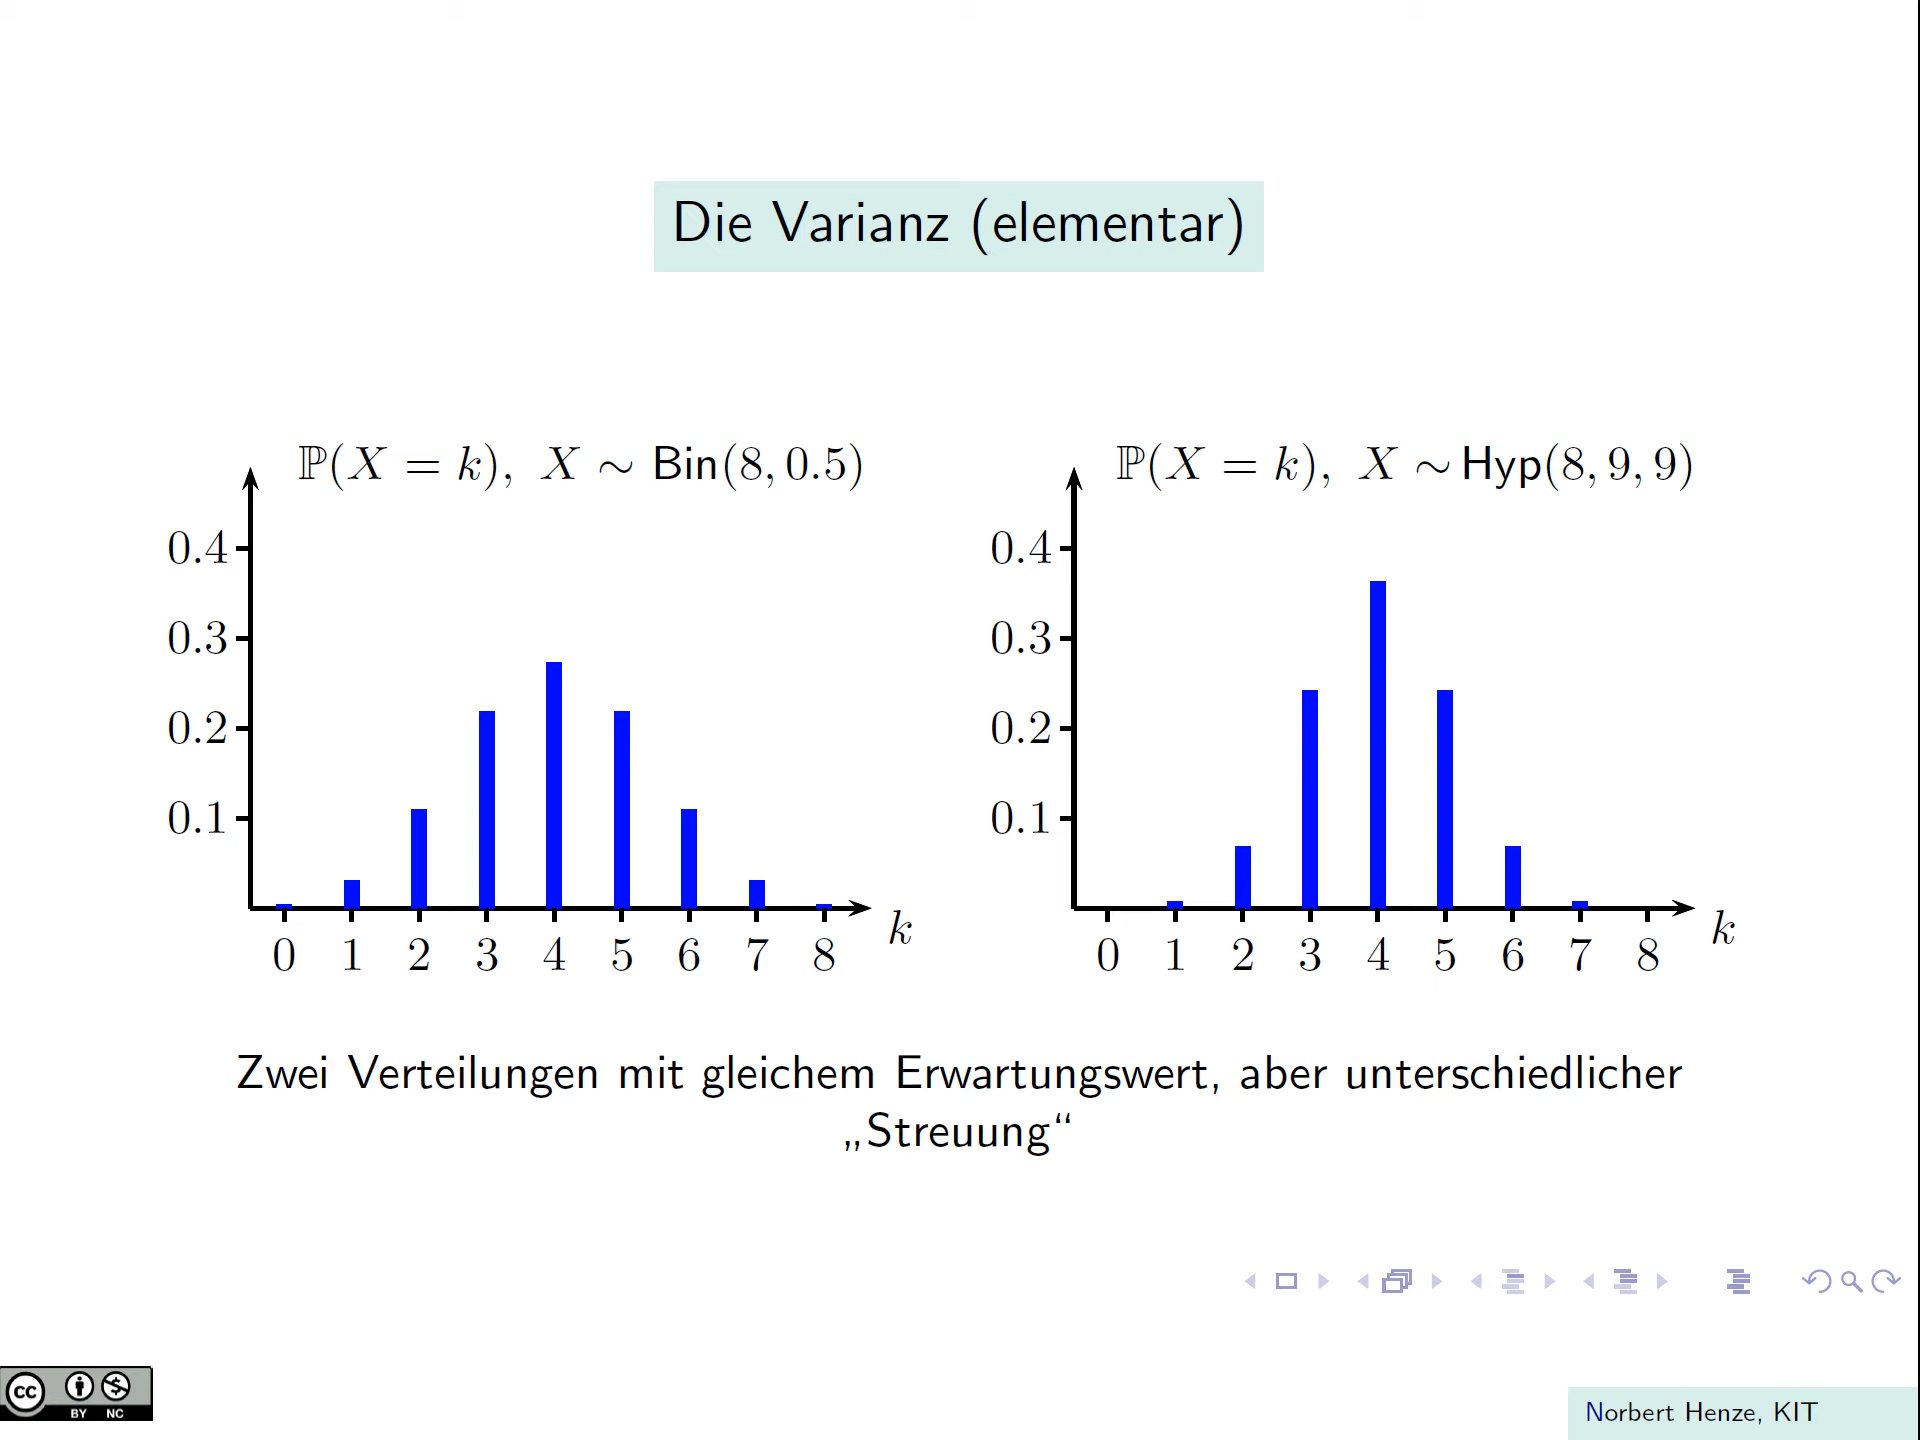 Die Varianz (elementar)
ℙ(X = k), X ∼ Bin(8, 0.5)
0.4
0.3
0.2
0.1
0 1 2 3 4 5 6 7 8
k
ℙ(X = k), X ∼ Hyp(8, 9, 9)
0.4
0.3
0.2
0.1
0 1 2 3 4 5 6 7 8
k
Zwei Verteilungen mit gleichem Erwartungswert, aber unterschiedlicher
„Streuung“
cc
BY NC
Norbert Henze, KIT